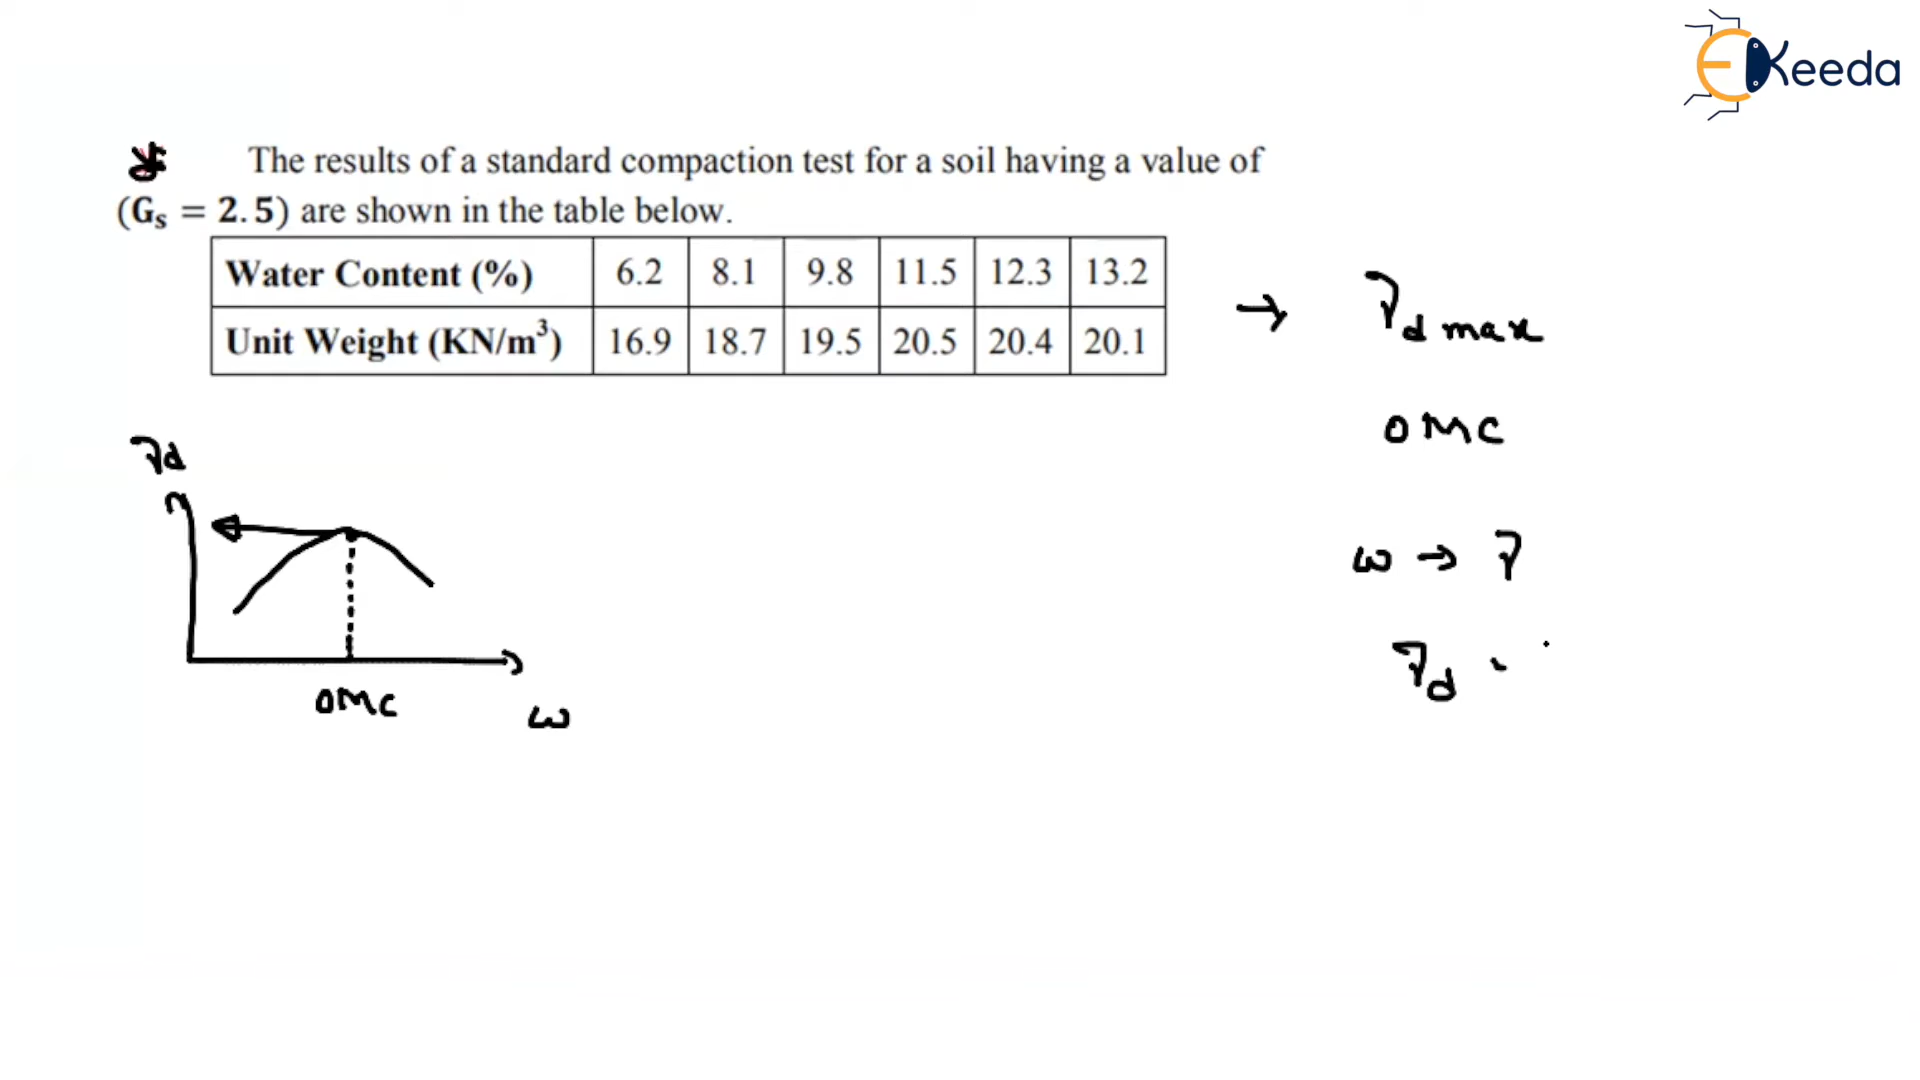 EKeeda
The results of a standard compaction test for a soil having a value of
(Gₛ = 2.5) are shown in the table below.
Water Content (%) 6.2 8.1 9.8 11.5 12.3 13.2
Unit Weight (KN/m³) 16.9 18.7 19.5 20.5 20.4 20.1
→ γd max
OMC
ω → γ
γd
γd
OMC
ω